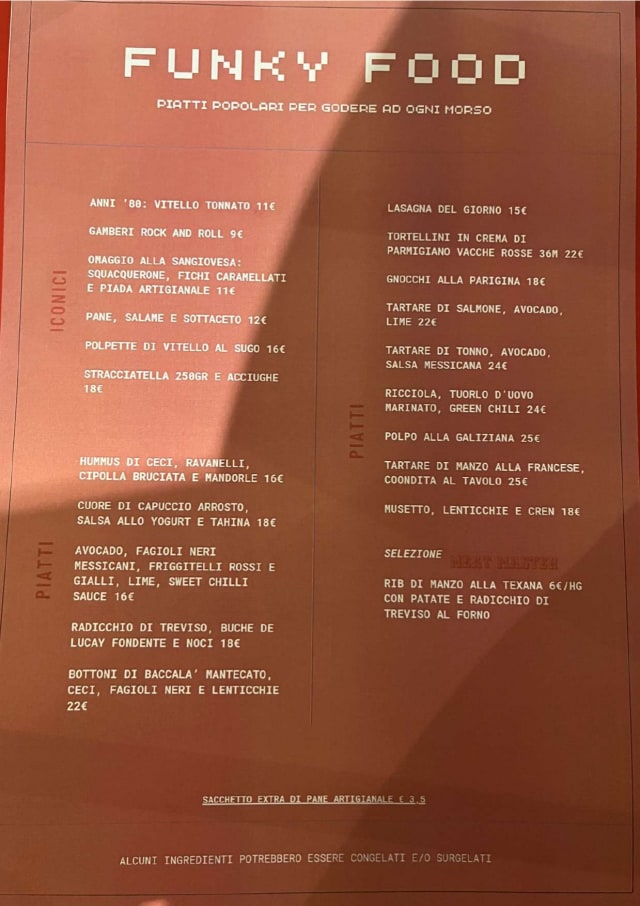 FUNKY FOOD
PIATTI POPOLARI PER GODERE AD OGNI MORSO
ICONICI
ANNI '80: VITELLO TONNATO 11€
GAMBERI ROCK AND ROLL 9€
OMAGGIO ALLA SANGIOVESA:
SQUACQUERONE, FICHI CARAMELLATI
E PIADA ARTIGIANALE 11€
PANE, SALAME E SOTTACETO 12€
POLPETTE DI VITELLO AL SUGO 16€
STRACCIATELLA 250GR E ACCIUGHE
18€
PIATTI
HUMMUS DI CECI, RAVANELLI,
CIPOLLA BRUCIATA E MANDORLE 16€
CUORE DI CAPUCCIO ARROSTO,
SALSA ALLO YOGURT E TAHINA 18€
AVOCADO, FAGIOLI NERI
MESSICANI, FRIGGITELLI ROSSI E
GIALLI, LIME, SWEET CHILLI
SAUCE 16€
RADICCHIO DI TREVISO, BUCHE DE
LUCAY FONDENTE E NOCI 18€
BOTTONI DI BACCALA' MANTECATO,
CECI, FAGIOLI NERI E LENTICCHIE
22€
PIATTI
LASAGNA DEL GIORNO 15€
TORTELLINI IN CREMA DI
PARMIGIANO VACCHE ROSSE 36M 22€
GNOCCHI ALLA PARIGINA 18€
TARTARE DI SALMONE, AVOCADO,
LIME 22€
TARTARE DI TONNO, AVOCADO,
SALSA MESSICANA 24€
RICCIOLA, TUORLO D'UOVO
MARINATO, GREEN CHILI 24€
POLPO ALLA GALIZIANA 25€
TARTARE DI MANZO ALLA FRANCESE,
COONDITA AL TAVOLO 25€
MUSETTO, LENTICCHIE E CREN 18€
SELEZIONE MEAT MASTER
RIB DI MANZO ALLA TEXANA 6€/HG
CON PATATE E RADICCHIO DI
TREVISO AL FORNO
SACCHETTO EXTRA DI PANE ARTIGIANALE € 3,5
ALCUNI INGREDIENTI POTREBBERO ESSERE CONGELATI E/O SURGELATI